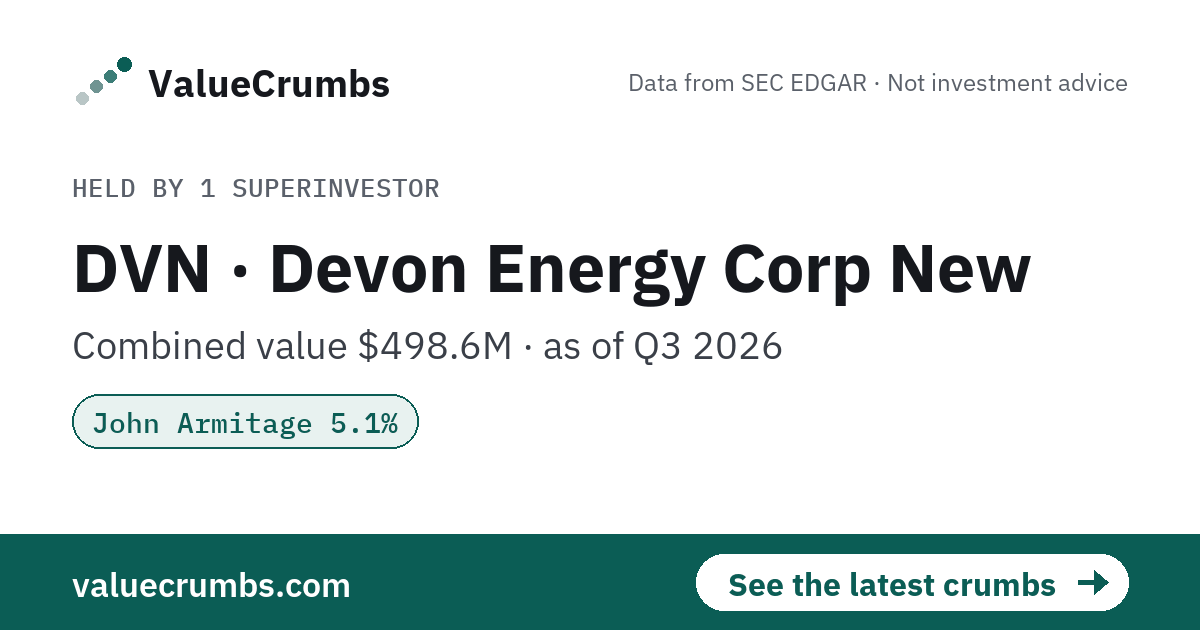 ValueCrumbs
Data from SEC EDGAR · Not investment advice
HELD BY 1 SUPERINVESTOR
DVN · Devon Energy Corp New
Combined value $498.6M · as of Q3 2026
John Armitage 5.1%
valuecrumbs.com
See the latest crumbs →